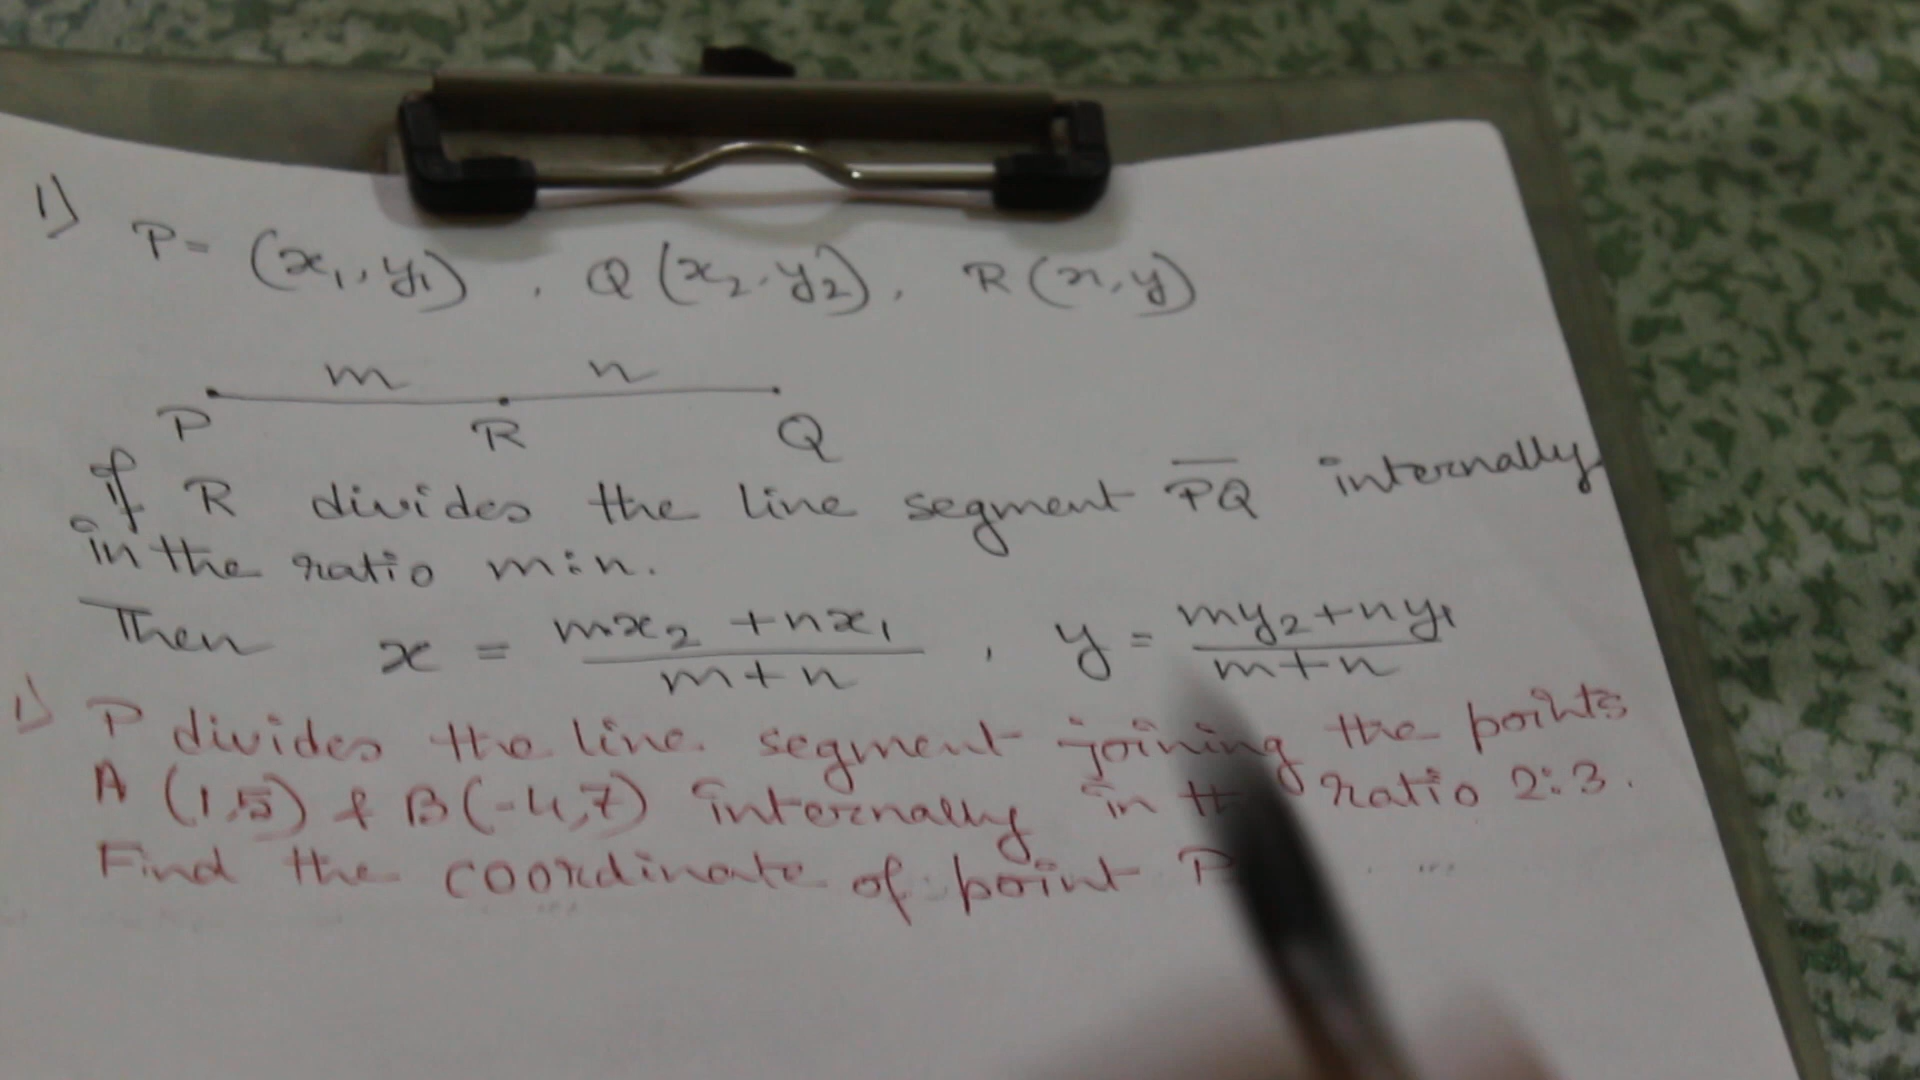 1) P= (x₁, y₁), Q (x₂, y₂), R (x, y)
m n
P R Q
If R divides the line segment P̅Q̅ internally
in the ratio m:n.
Then x = (mx₂ + nx₁)/(m+n), y = (my₂+ny₁)/(m+n)
1) P divides the line segment joining the points
A (1,5) & B(-4,7) internally in the ratio 2:3.
Find the coordinate of point P